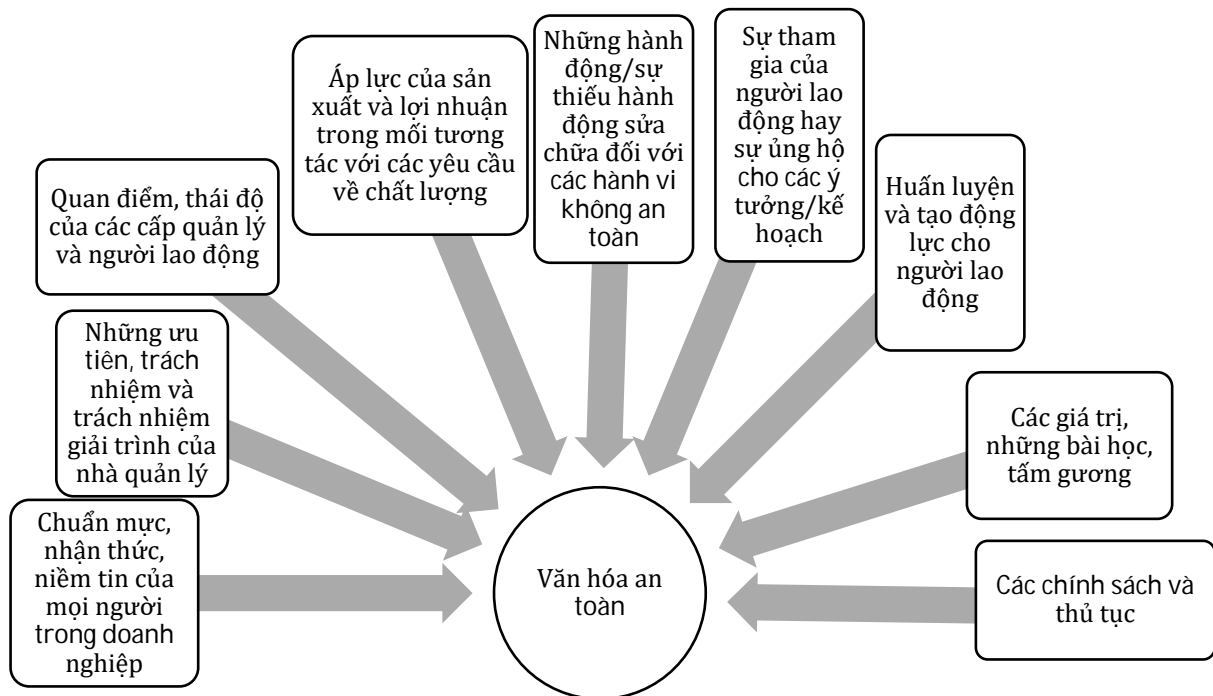 Chuẩn mực,
nhận thức,
niềm tin của
mọi người
trong doanh
nghiệp
Những ưu
tiên, trách
nhiệm và
trách nhiệm
giải trình của
nhà quản lý
Quan điểm, thái độ
của các cấp quản lý
và người lao động
Áp lực của sản
xuất và lợi nhuận
trong mối tương
tác với các yêu cầu
về chất lượng
Những hành
động/sự
thiếu hành
động sửa
chữa đối với
các hành vi
không an
toàn
Sự tham
gia của
người lao
động hay
sự ủng hộ
cho các ý
tưởng/kế
hoạch
Huấn luyện
và tạo động
lực cho
người lao
động
Các giá trị,
những bài học,
tấm gương
Các chính sách và
thủ tục
Văn hóa an
toàn